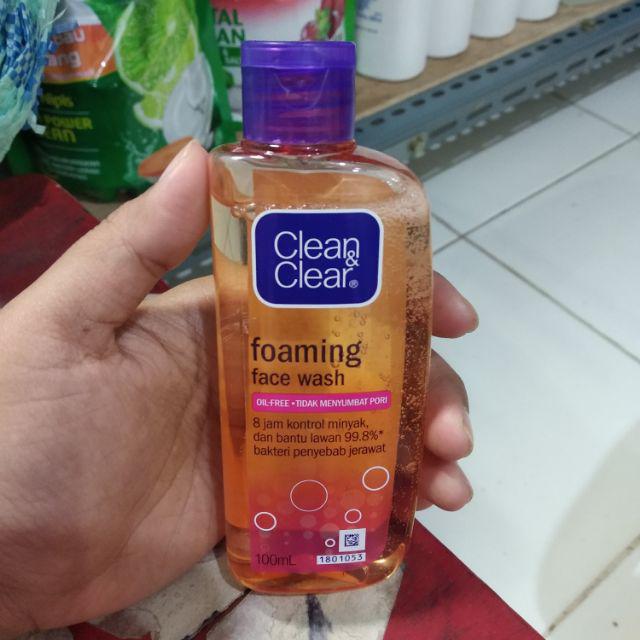 Clean &
Clear®
foaming
face wash
OIL-FREE • TIDAK MENYUMBAT PORI
8 jam kontrol minyak,
dan bantu lawan 99.8%*
bakteri penyebab jerawat
100mL
1801053